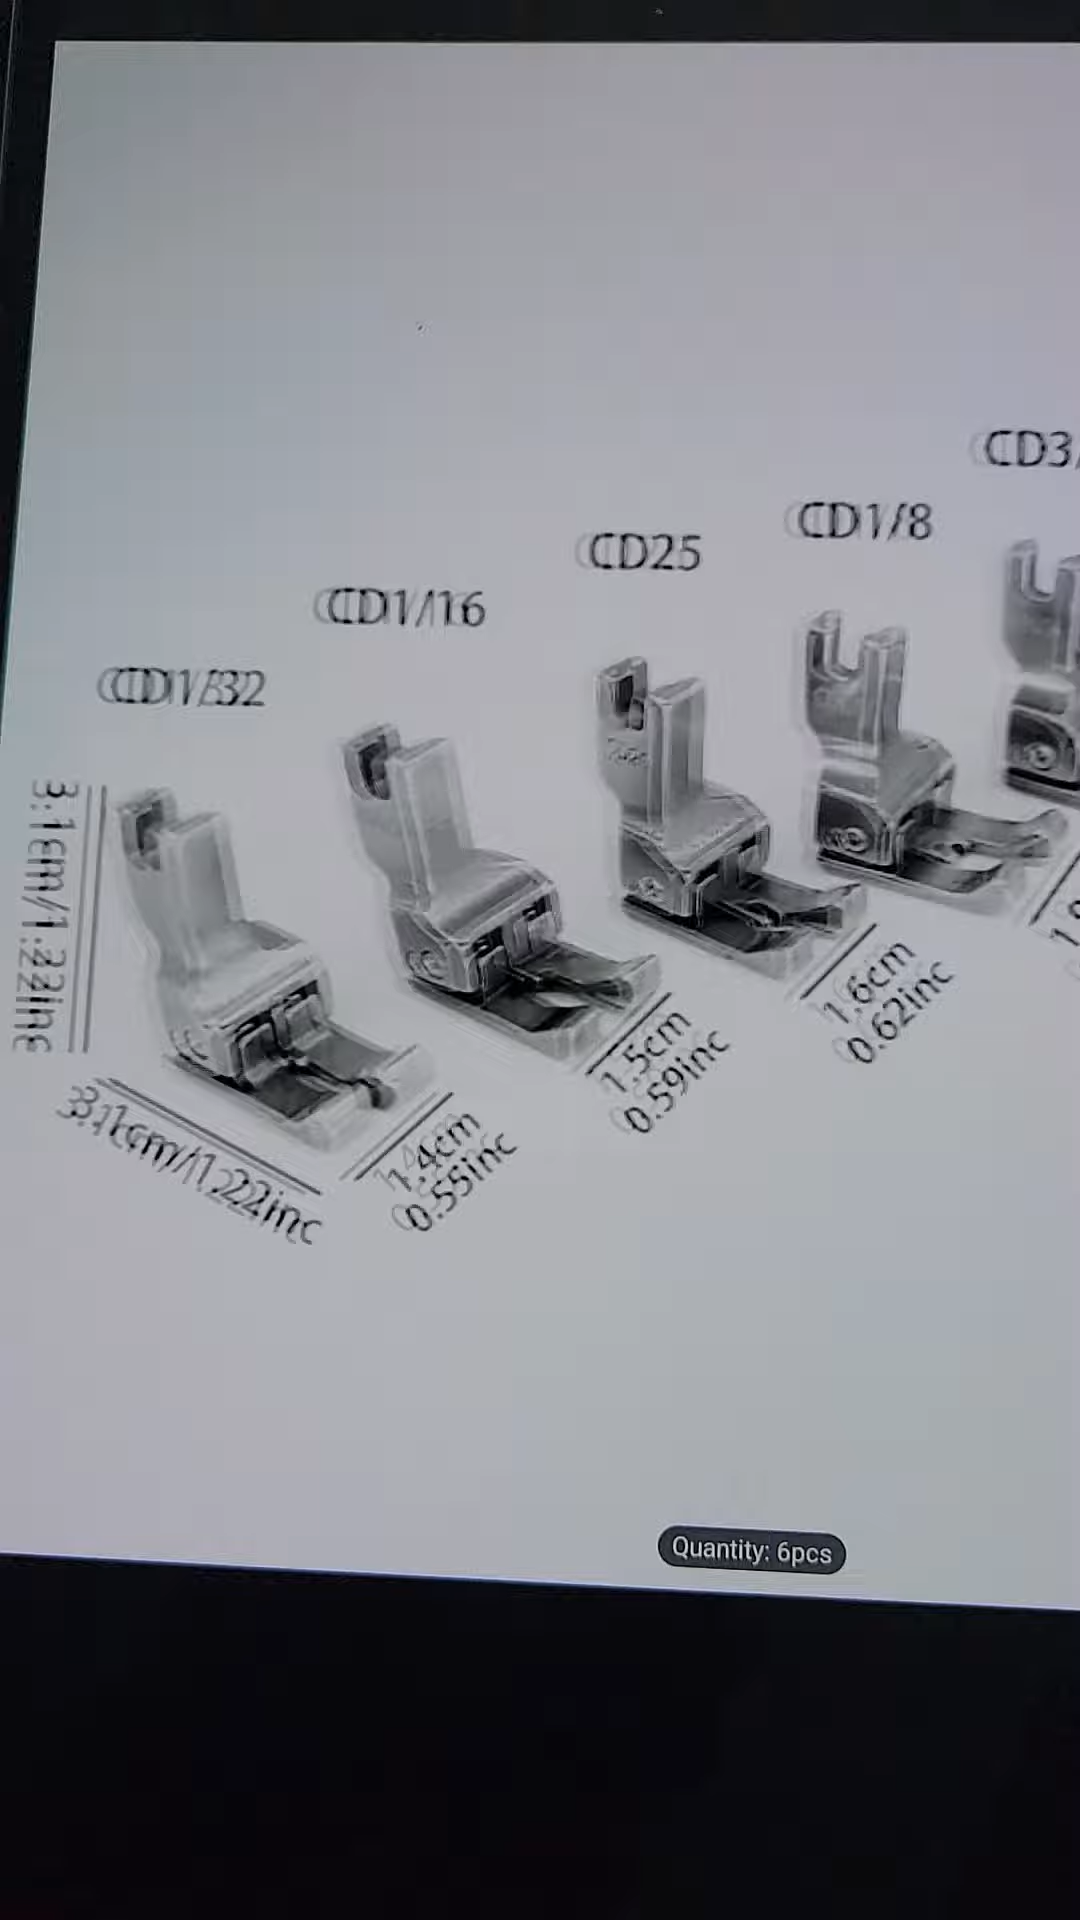 CD3/
CD1/8
CD25
CD1/16
CD1/32
3.1cm/1.22inc
3.1cm/1.22inc
1.4cm
0.55inc
1.5cm
0.59inc
1.6cm
0.62inc
Quantity: 6pcs